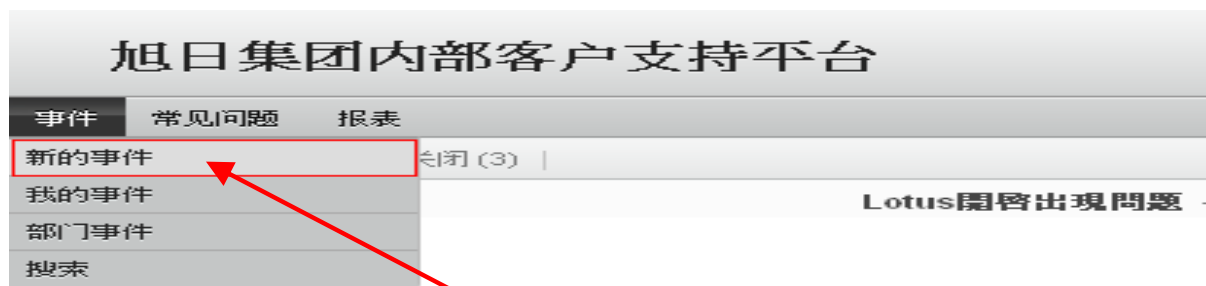 旭日集团内部客户支持平台
事件 常见问题 报表
新的事件 关闭 (3) |
我的事件 Lotus開啓出現問題
部门事件
搜索